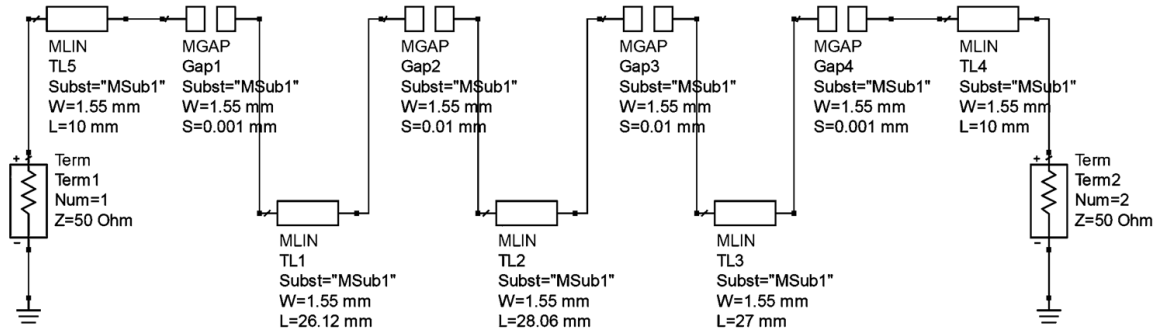 MLIN
TL5
Subst="MSub1"
W=1.55 mm
L=10 mm
MGAP
Gap1
Subst="MSub1"
W=1.55 mm
S=0.001 mm
MGAP
Gap2
Subst="MSub1"
W=1.55 mm
S=0.01 mm
MGAP
Gap3
Subst="MSub1"
W=1.55 mm
S=0.01 mm
MGAP
Gap4
Subst="MSub1"
W=1.55 mm
S=0.001 mm
MLIN
TL4
Subst="MSub1"
W=1.55 mm
L=10 mm
+
Term
Term1
Num=1
Z=50 Ohm
-
MLIN
TL1
Subst="MSub1"
W=1.55 mm
L=26.12 mm
MLIN
TL2
Subst="MSub1"
W=1.55 mm
L=28.06 mm
MLIN
TL3
Subst="MSub1"
W=1.55 mm
L=27 mm
+
Term
Term2
Num=2
Z=50 Ohm
-